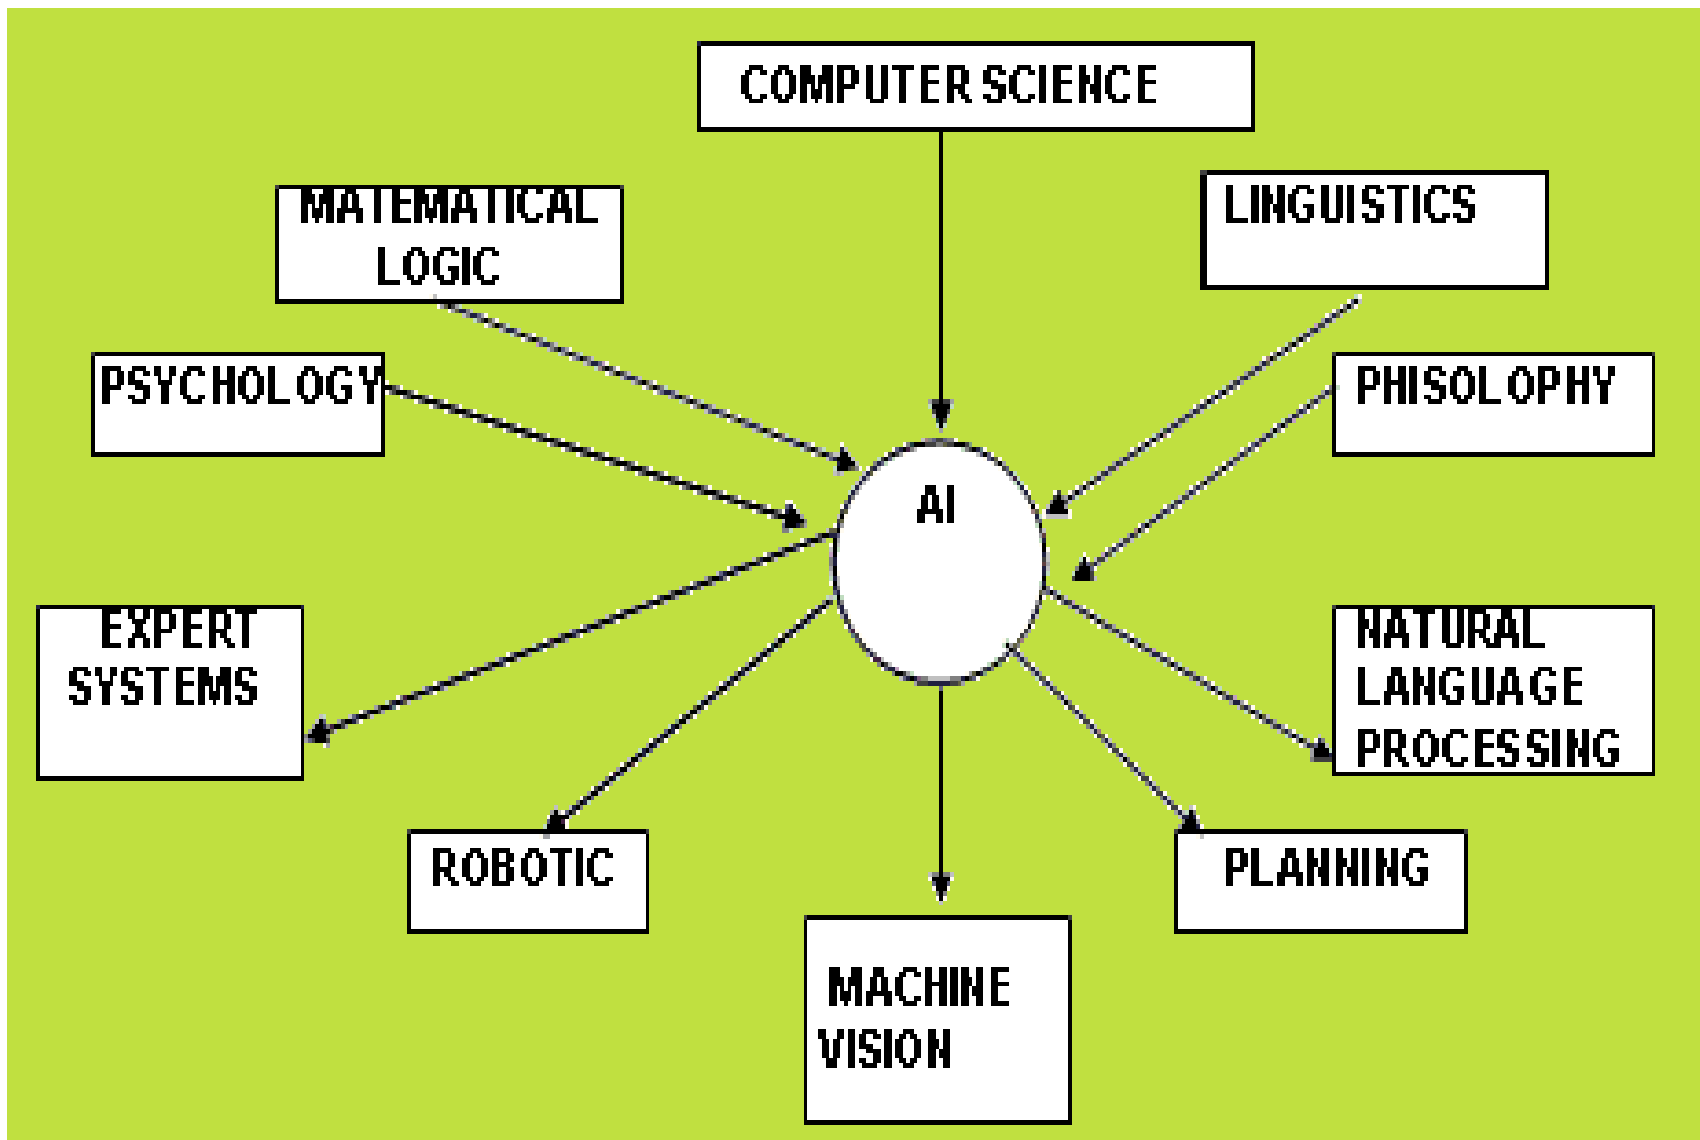 COMPUTER SCIENCE
MATEMATICAL
LOGIC
LINGUISTICS
PSYCHOLOGY
PHISOLOPHY
AI
EXPERT
SYSTEMS
NATURAL
LANGUAGE
PROCESSING
ROBOTIC
PLANNING
MACHINE
VISION